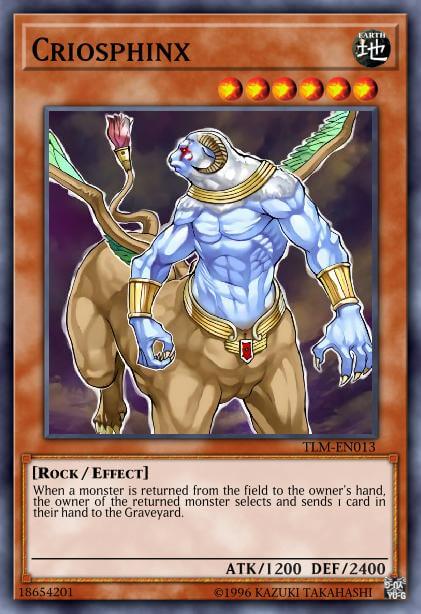 Criosphinx
EARTH
地
TLM-EN013
[Rock / Effect]
When a monster is returned from the field to the owner's hand,
the owner of the returned monster selects and sends 1 card in
their hand to the Graveyard.
ATK/1200 DEF/2400
18654201
©1996 KAZUKI TAKAHASHI